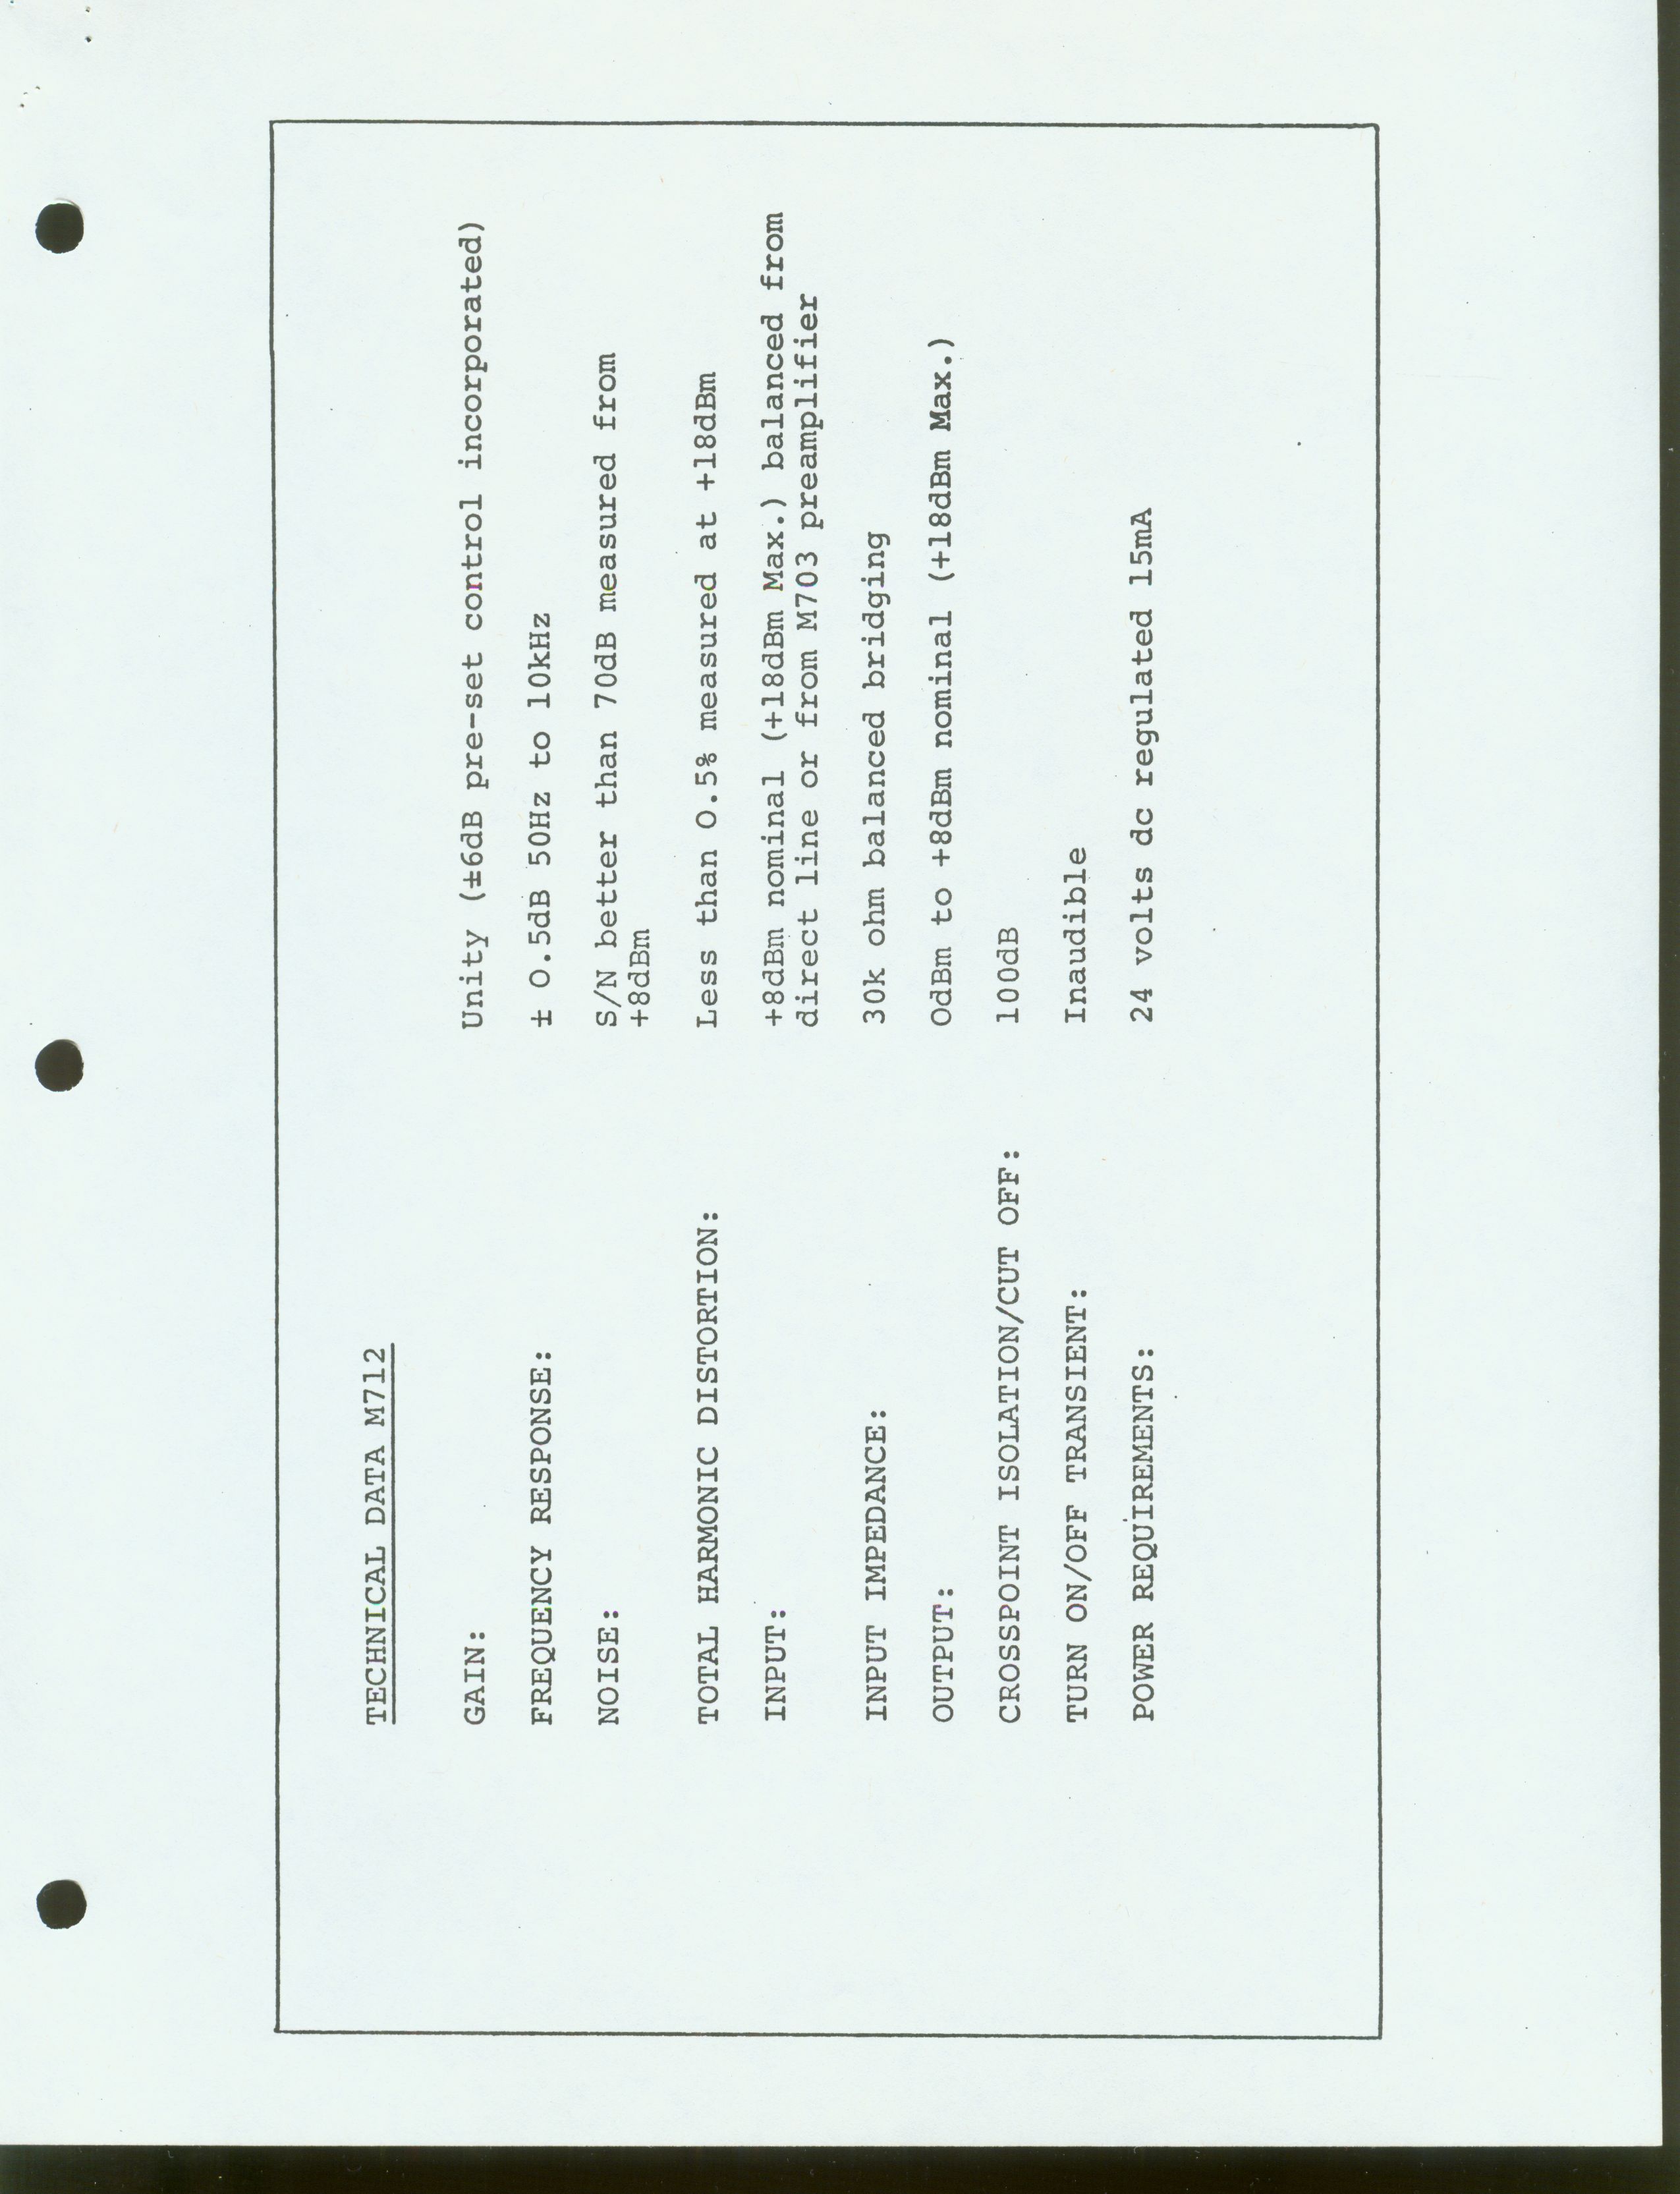 TECHNICAL DATA M712
GAIN: Unity (±6dB pre-set control incorporated)
FREQUENCY RESPONSE: ± 0.5dB 50Hz to 10kHz
NOISE: S/N better than 70dB measured from
+8dBm
TOTAL HARMONIC DISTORTION: Less than 0.5% measured at +18dBm
INPUT: +8dBm nominal (+18dBm Max.) balanced from
direct line or from M703 preamplifier
INPUT IMPEDANCE: 30k ohm balanced bridging
OUTPUT: 0dBm to +8dBm nominal (+18dBm Max.)
CROSSPOINT ISOLATION/CUT OFF: 100dB
TURN ON/OFF TRANSIENT: Inaudible
POWER REQUIREMENTS: 24 volts dc regulated 15mA